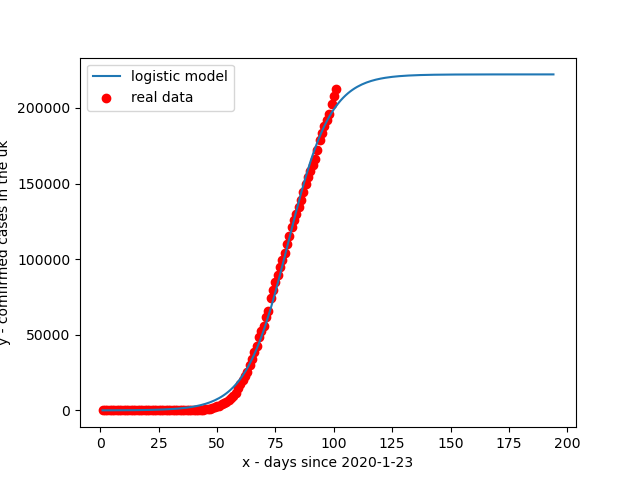 logistic model
real data
200000
150000
100000
50000
0
y - comfirmed cases in the uk
0 25 50 75 100 125 150 175 200
x - days since 2020-1-23